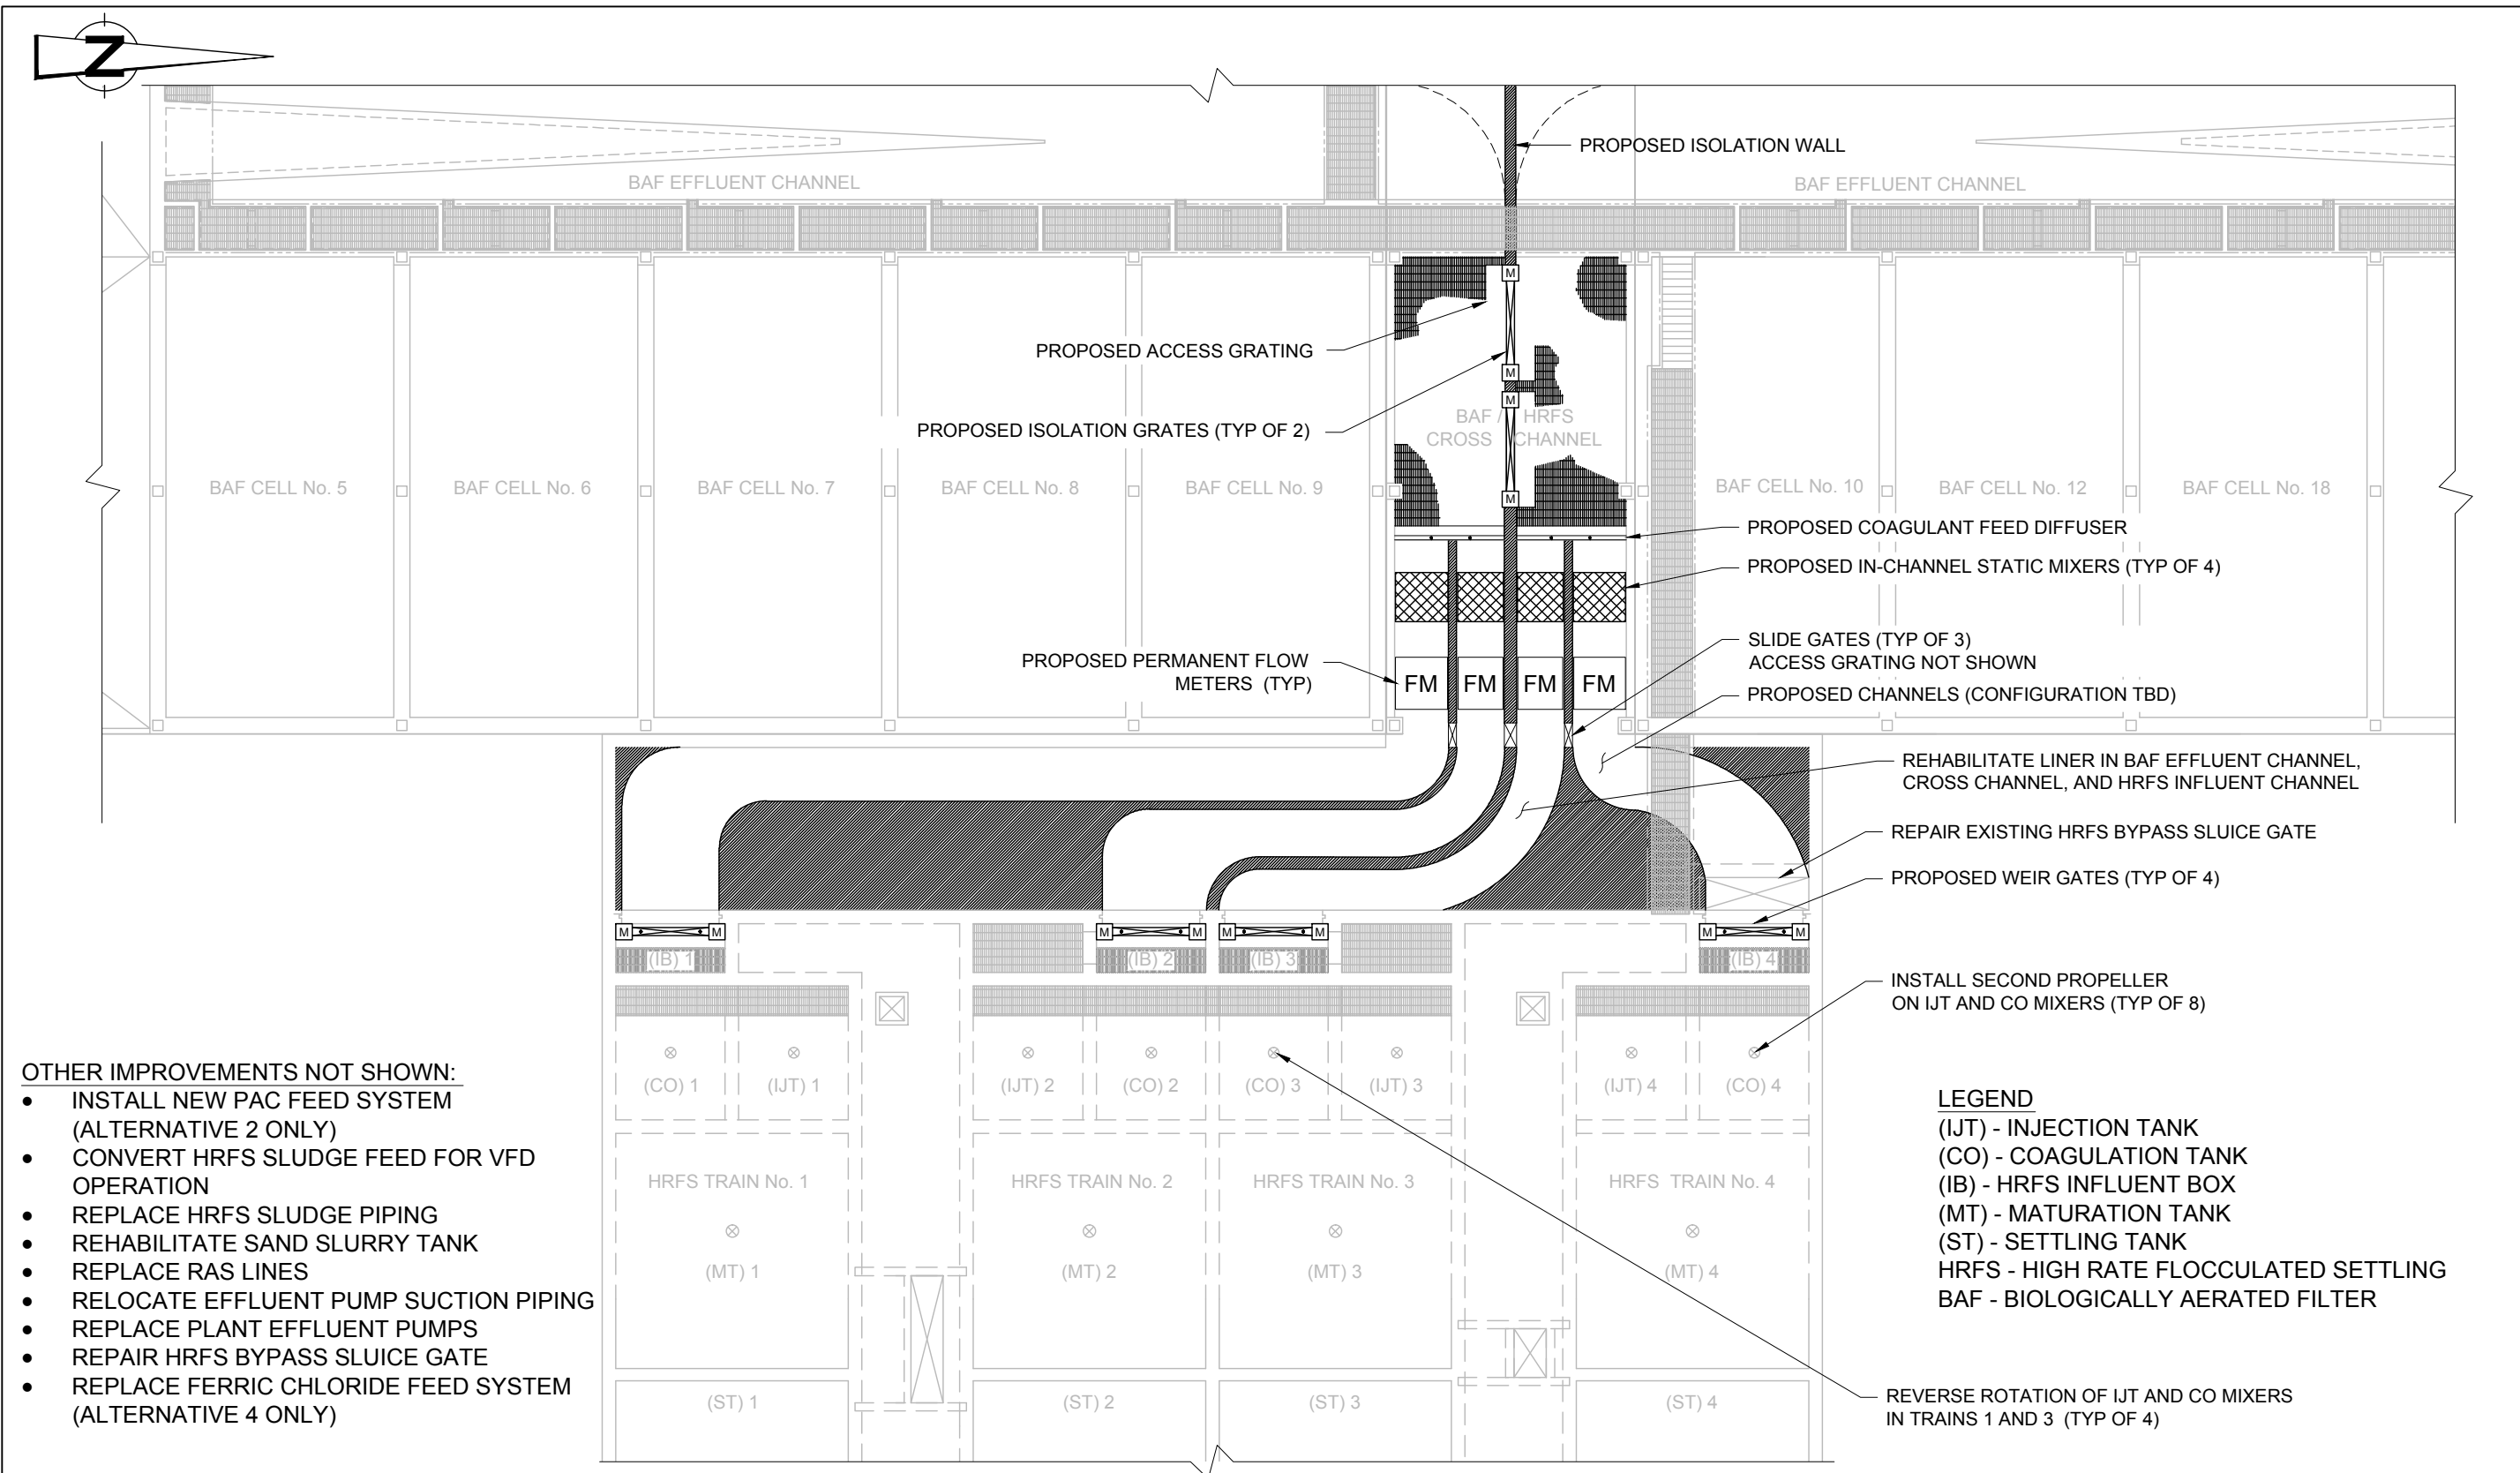 Z
PROPOSED ISOLATION WALL
BAF EFFLUENT CHANNEL
BAF EFFLUENT CHANNEL
M
PROPOSED ACCESS GRATING
M
M
BAF / HRFS
CROSS CHANNEL
PROPOSED ISOLATION GRATES (TYP OF 2)
BAF CELL No. 5
BAF CELL No. 6
BAF CELL No. 7
BAF CELL No. 8
BAF CELL No. 9
M
BAF CELL No. 10
BAF CELL No. 12
BAF CELL No. 18
PROPOSED COAGULANT FEED DIFFUSER
PROPOSED IN-CHANNEL STATIC MIXERS (TYP OF 4)
SLIDE GATES (TYP OF 3)
ACCESS GRATING NOT SHOWN
PROPOSED PERMANENT FLOW
METERS (TYP)
FM FM FM FM
PROPOSED CHANNELS (CONFIGURATION TBD)
REHABILITATE LINER IN BAF EFFLUENT CHANNEL,
CROSS CHANNEL, AND HRFS INFLUENT CHANNEL
REPAIR EXISTING HRFS BYPASS SLUICE GATE
PROPOSED WEIR GATES (TYP OF 4)
M M M M M M M M
(IB) 1 (IB) 2 (IB) 3 (IB) 4
INSTALL SECOND PROPELLER
ON IJT AND CO MIXERS (TYP OF 8)
(CO) 1 (IJT) 1 (IJT) 2 (CO) 2 (CO) 3 (IJT) 3 (IJT) 4 (CO) 4
HRFS TRAIN No. 1
HRFS TRAIN No. 2
HRFS TRAIN No. 3
HRFS TRAIN No. 4
(MT) 1 (MT) 2 (MT) 3 (MT) 4
(ST) 1 (ST) 2 (ST) 3 (ST) 4
REVERSE ROTATION OF IJT AND CO MIXERS
IN TRAINS 1 AND 3 (TYP OF 4)
OTHER IMPROVEMENTS NOT SHOWN:
• INSTALL NEW PAC FEED SYSTEM
(ALTERNATIVE 2 ONLY)
• CONVERT HRFS SLUDGE FEED FOR VFD
OPERATION
• REPLACE HRFS SLUDGE PIPING
• REHABILITATE SAND SLURRY TANK
• REPLACE RAS LINES
• RELOCATE EFFLUENT PUMP SUCTION PIPING
• REPLACE PLANT EFFLUENT PUMPS
• REPAIR HRFS BYPASS SLUICE GATE
• REPLACE FERRIC CHLORIDE FEED SYSTEM
(ALTERNATIVE 4 ONLY)
LEGEND
(IJT) - INJECTION TANK
(CO) - COAGULATION TANK
(IB) - HRFS INFLUENT BOX
(MT) - MATURATION TANK
(ST) - SETTLING TANK
HRFS - HIGH RATE FLOCCULATED SETTLING
BAF - BIOLOGICALLY AERATED FILTER